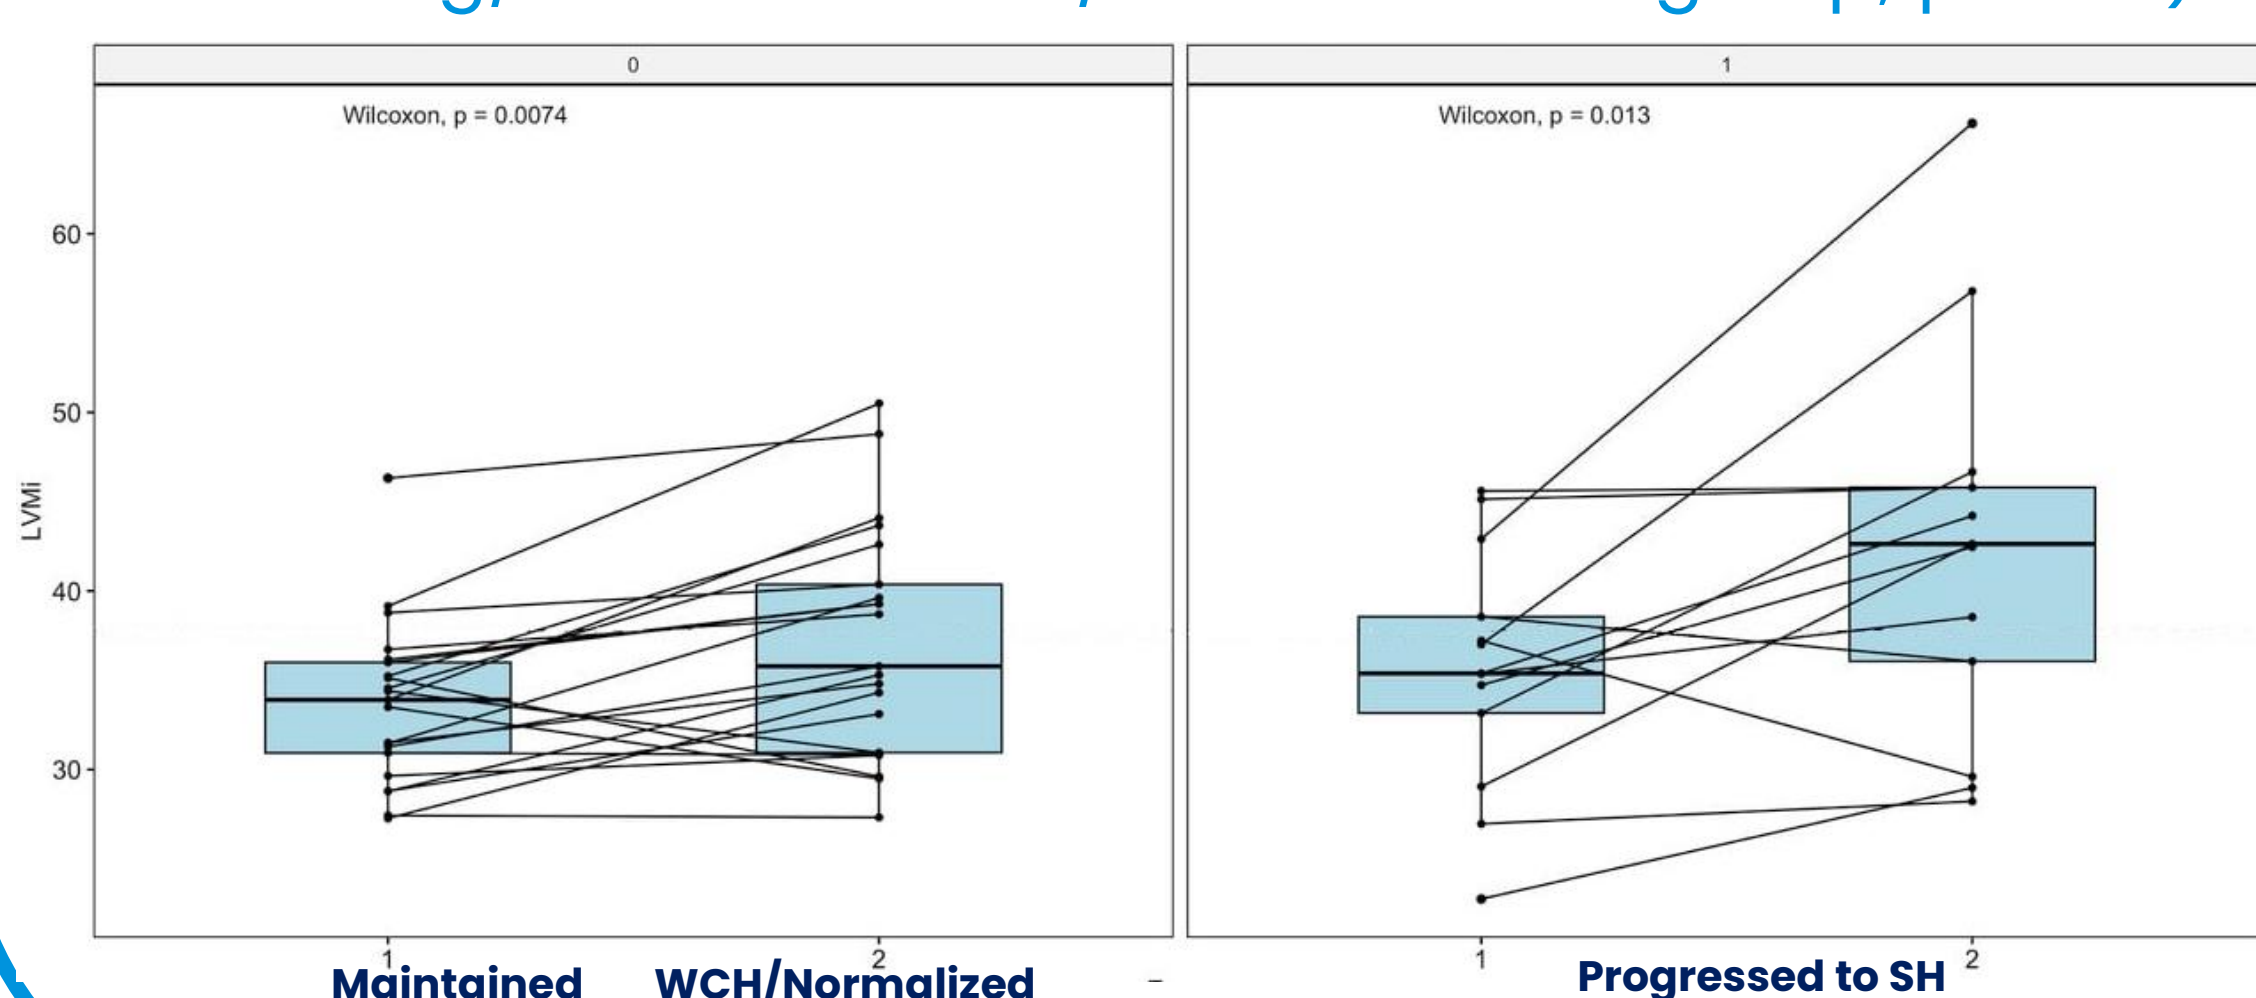 0
1
Wilcoxon, p = 0.0074
Wilcoxon, p = 0.013
60
50
40
30
LVMi
1
2
1
2
Maintained WCH/Normalized
Progressed to SH